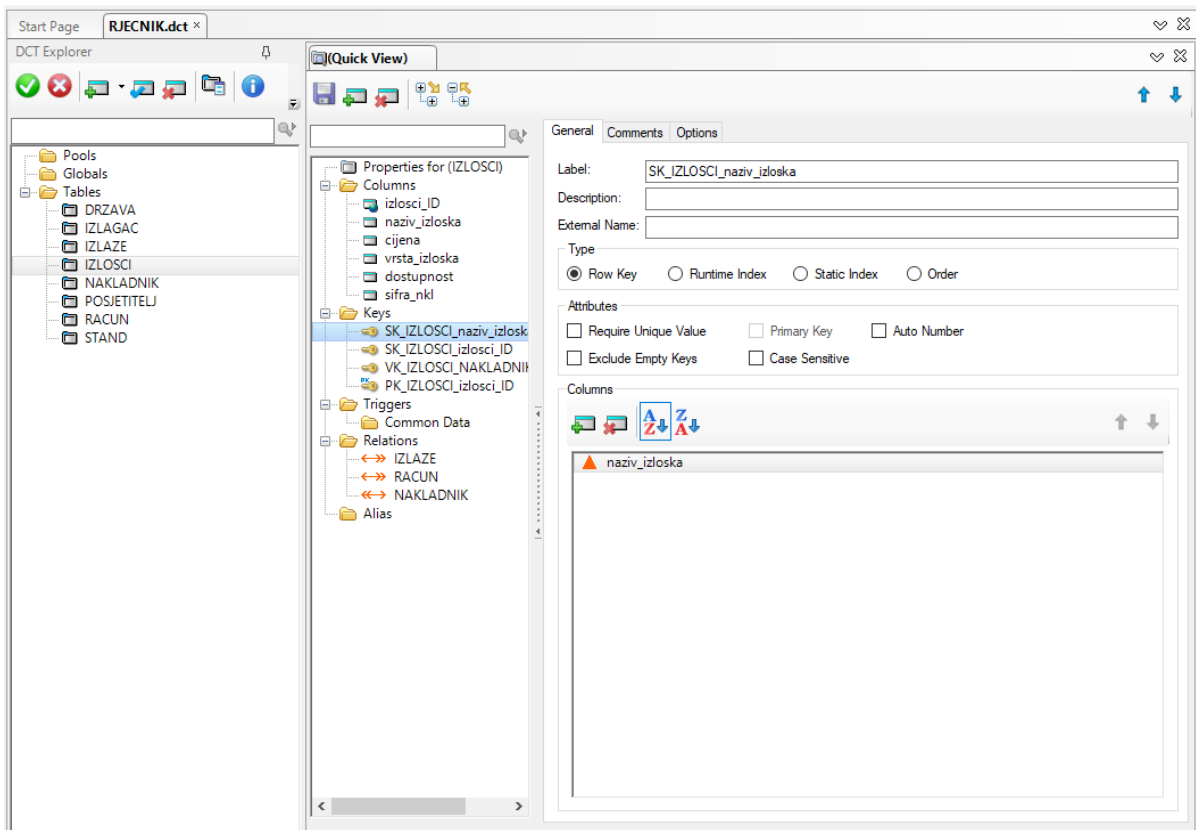 Start Page
RJECNIK.dct
DCT Explorer
Pools
Globals
Tables
DRZAVA
IZLAGAC
IZLAZE
IZLOSCI
NAKLADNIK
POSJETITELJ
RACUN
STAND
(Quick View)
Properties for (IZLOSCI)
Columns
izlosci_ID
naziv_izloska
cijena
vrsta_izloska
dostupnost
sifra_nkl
Keys
SK_IZLOSCI_naziv_izlosk
SK_IZLOSCI_izlosci_ID
VK_IZLOSCI_NAKLADNIK
PK_IZLOSCI_izlosci_ID
Triggers
Common Data
Relations
IZLAZE
RACUN
NAKLADNIK
Alias
General Comments Options
Label: SK_IZLOSCI_naziv_izloska
Description:
External Name:
Type
Row Key Runtime Index Static Index Order
Attributes
Require Unique Value Primary Key Auto Number
Exclude Empty Keys Case Sensitive
Columns
naziv_izloska